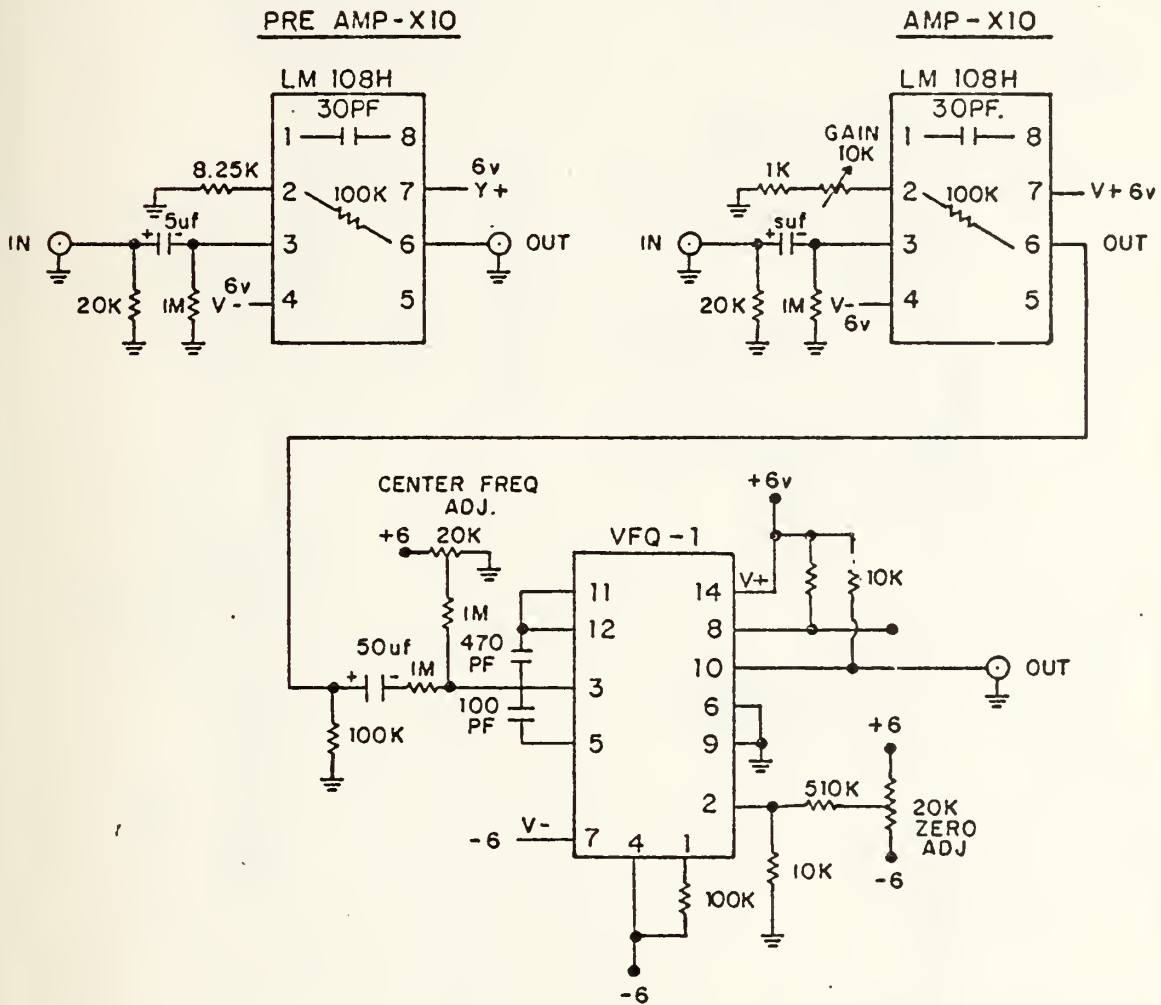 PRE AMP-X10
LM 108H
30PF
1
8
8.25K
2
100K
7
6v
Y+
IN
+
5uf
-
3
6
OUT
20K
1M
6v
V-
4
5
AMP-X10
LM 108H
30PF.
1
8
GAIN
10K
1K
2
100K
7
V+ 6v
IN
+
suf
-
3
6
OUT
20K
1M
V-
6v
4
5
CENTER FREQ
ADJ.
+6
20K
1M
50uf
+
-
1M
100K
470
PF
100
PF
VFQ-1
11
12
3
5
7
4
1
14
8
10
6
9
2
+6v
V+
10K
OUT
+6
510K
20K
ZERO
ADJ
-6
10K
V-
-6
100K
-6